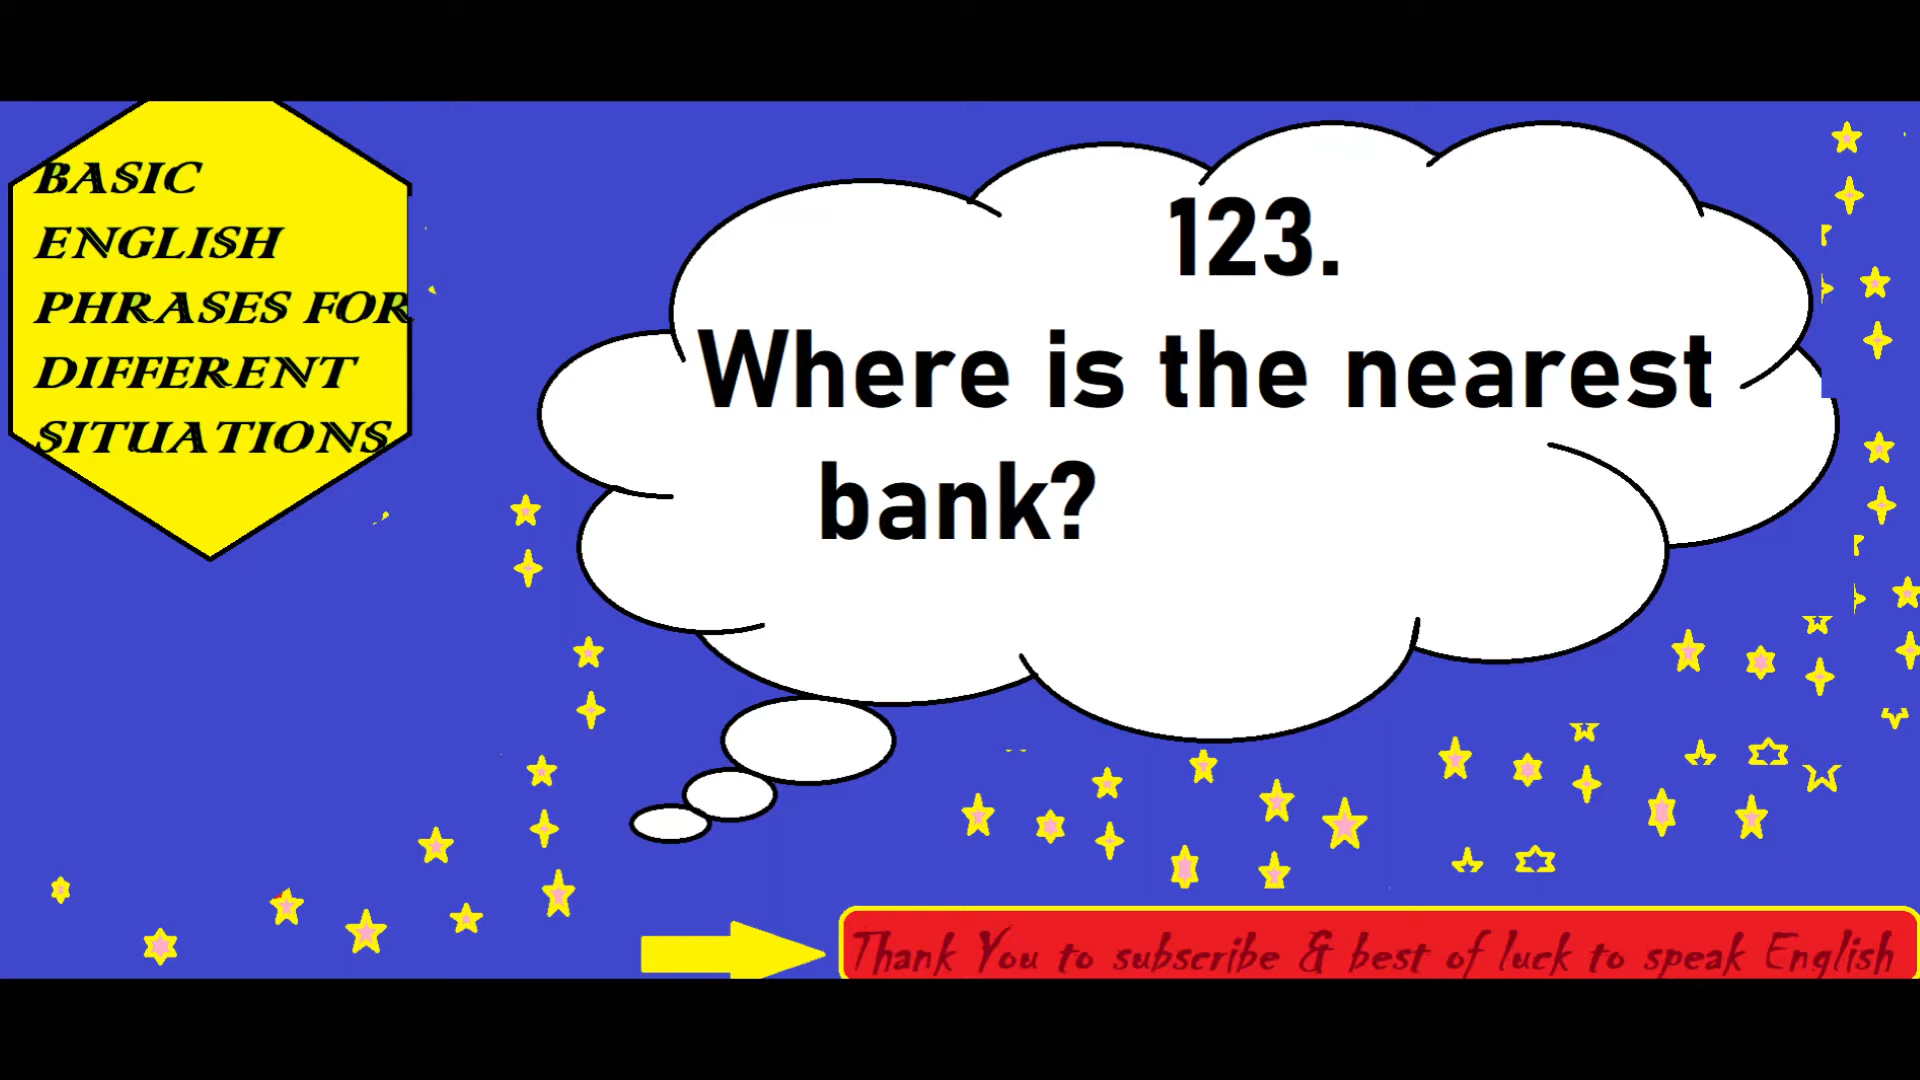 BASIC
ENGLISH
PHRASES FOR
DIFFERENT
SITUATIONS
123.
Where is the nearest
bank?
Thank You to subscribe & best of luck to speak English